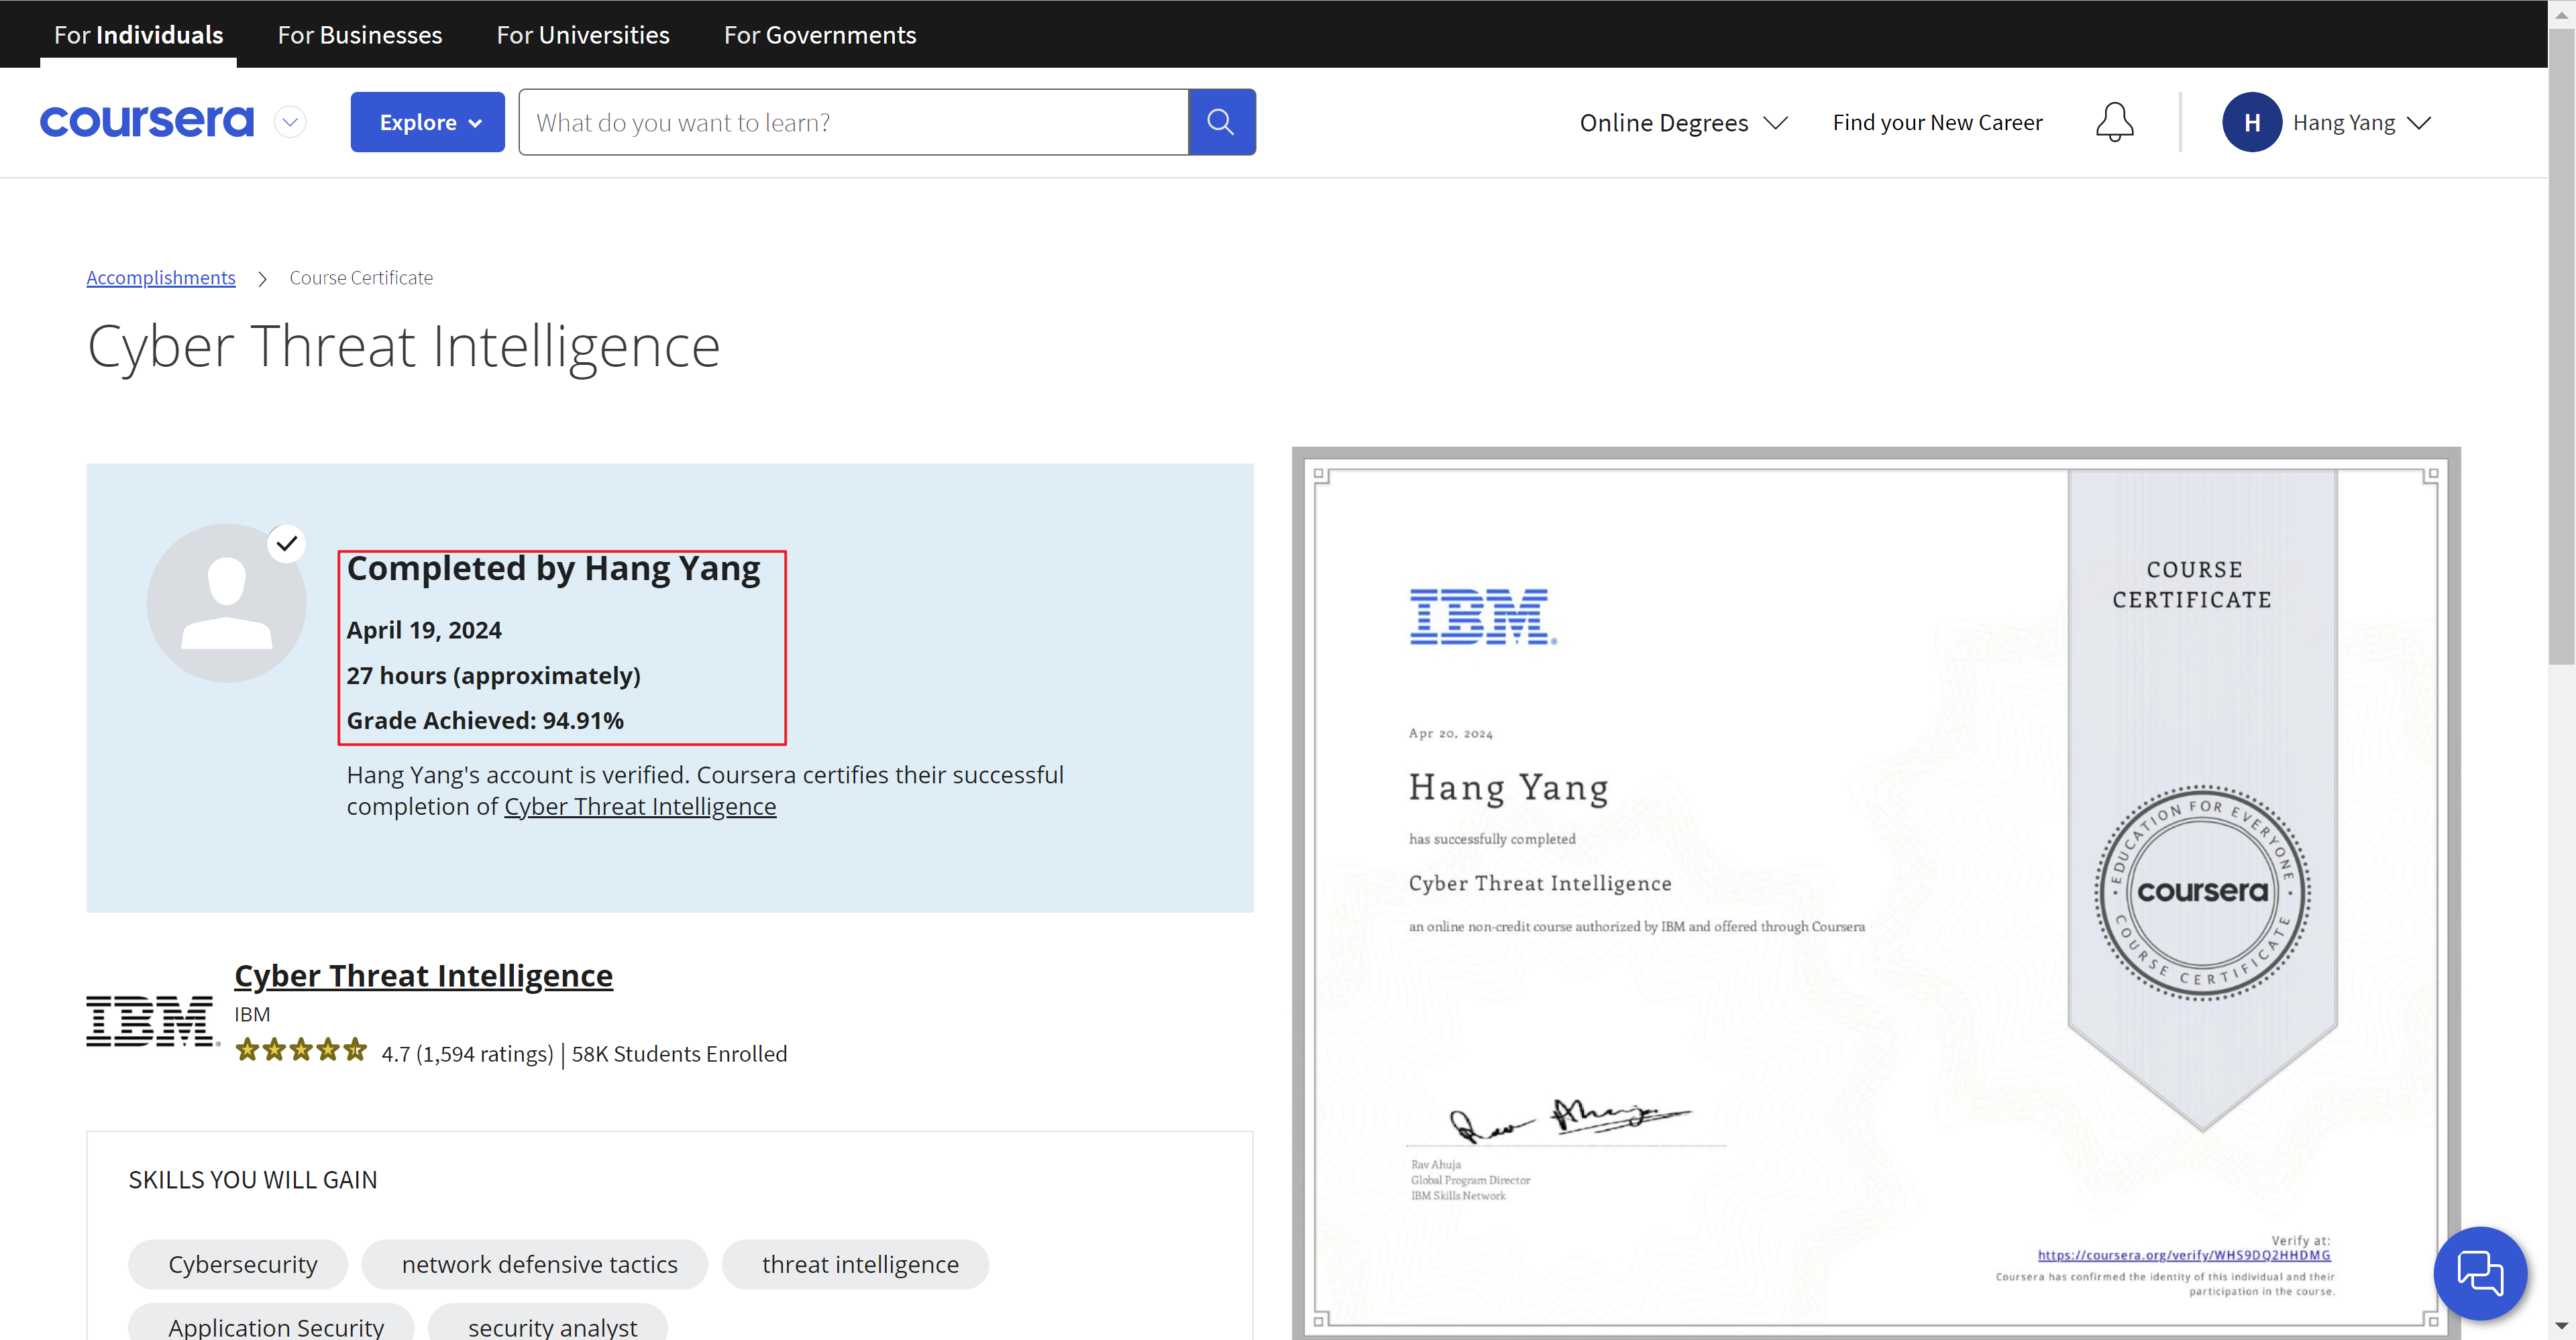 For Individuals
For Businesses
For Universities
For Governments
coursera
Explore
What do you want to learn?
Online Degrees
Find your New Career
H
Hang Yang
Accomplishments
Course Certificate
Cyber Threat Intelligence
Completed by Hang Yang
April 19, 2024
27 hours (approximately)
Grade Achieved: 94.91%
Hang Yang's account is verified. Coursera certifies their successful
completion of Cyber Threat Intelligence
IBM
Cyber Threat Intelligence
IBM
4.7 (1,594 ratings) | 58K Students Enrolled
SKILLS YOU WILL GAIN
Cybersecurity
network defensive tactics
threat intelligence
Application Security
security analyst
IBM
Apr 20, 2024
Hang Yang
has successfully completed
Cyber Threat Intelligence
an online non-credit course authorized by IBM and offered through Coursera
Rav Ahuja
Global Program Director
IBM Skills Network
COURSE
CERTIFICATE
EDUCATION FOR EVERYONE
coursera
COURSE CERTIFICATE
Verify at:
https://coursera.org/verify/WHS9DQ2HHDMG
Coursera has confirmed the identity of this individual and their
participation in the course.